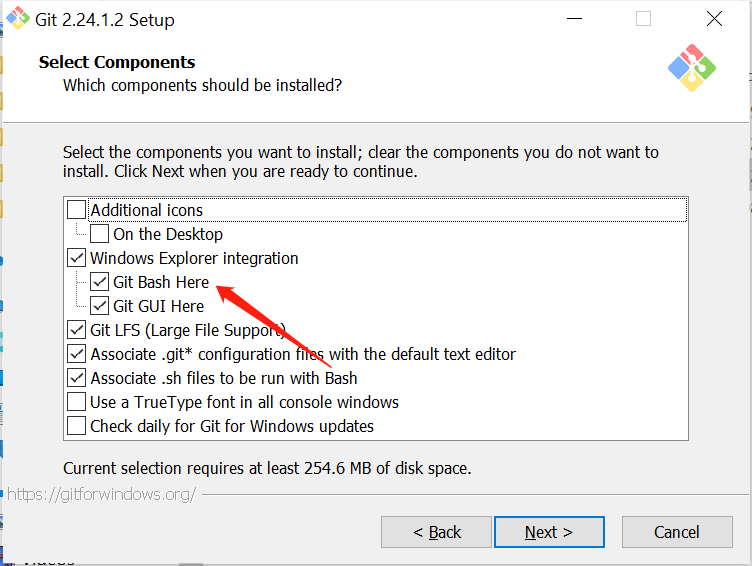 Git 2.24.1.2 Setup
Select Components
Which components should be installed?
Select the components you want to install; clear the components you do not want to
install. Click Next when you are ready to continue.
Additional icons
On the Desktop
Windows Explorer integration
Git Bash Here
Git GUI Here
Git LFS (Large File Support)
Associate .git* configuration files with the default text editor
Associate .sh files to be run with Bash
Use a TrueType font in all console windows
Check daily for Git for Windows updates
Current selection requires at least 254.6 MB of disk space.
https://gitforwindows.org/
< Back
Next >
Cancel